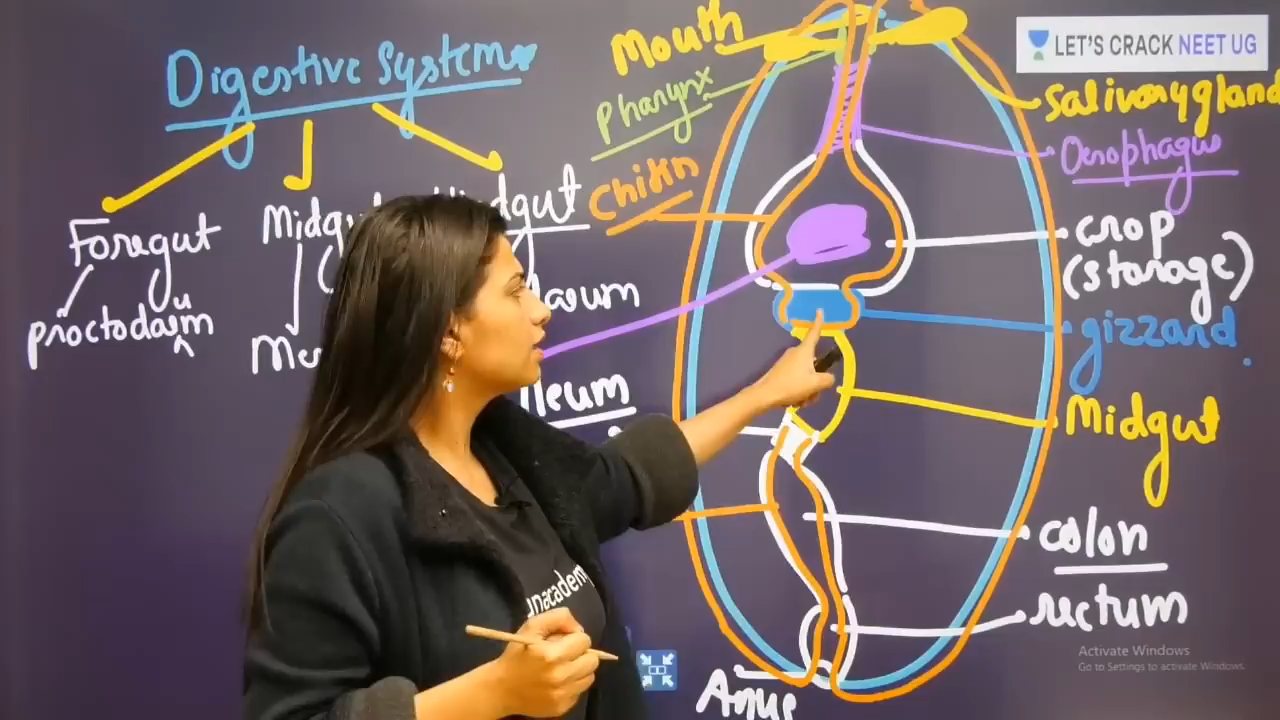 Digestive System
Foregut
proctodaeum
Midgut
Mouth
Pharynx
Chitin
Ileum
Anus
LET'S CRACK NEET UG
Salivary gland
Oesophagus
crop
(storage)
gizzard
Midgut
colon
rectum
unacademy
Activate Windows
Go to Settings to activate Windows.